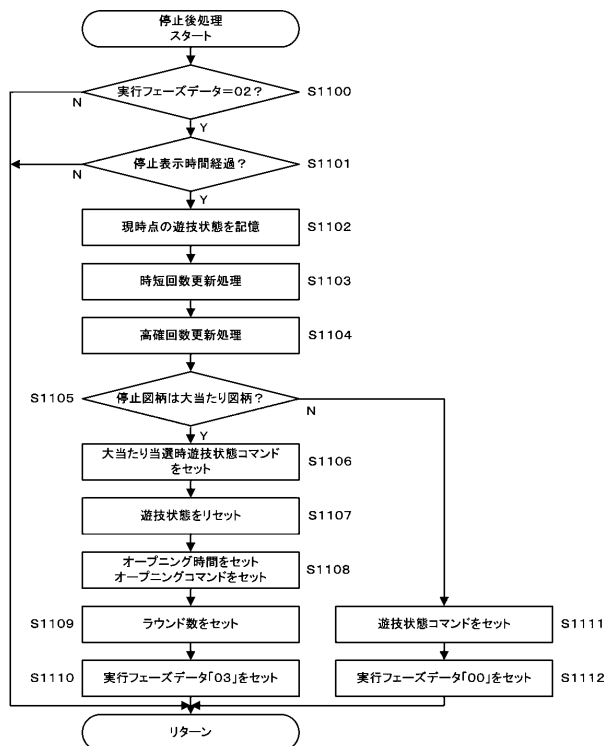 停止後処理
スタート
実行フェーズデータ=02?
S1100
N
Y
停止表示時間経過?
S1101
N
Y
現時点の遊技状態を記憶
S1102
時短回数更新処理
S1103
高確回数更新処理
S1104
S1105
停止図柄は大当たり図柄?
N
Y
大当たり当選時遊技状態コマンド
をセット
S1106
遊技状態をリセット
S1107
オープニング時間をセット
オープニングコマンドをセット
S1108
S1109
ラウンド数をセット
遊技状態コマンドをセット
S1111
S1110
実行フェーズデータ「03」をセット
実行フェーズデータ「00」をセット
S1112
リターン